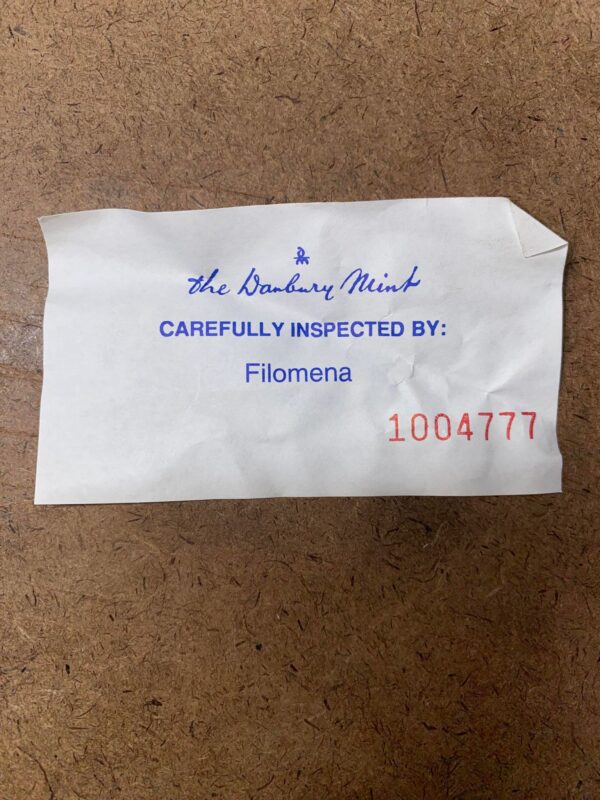 the Danbury Mint
CAREFULLY INSPECTED BY:
Filomena
1004777